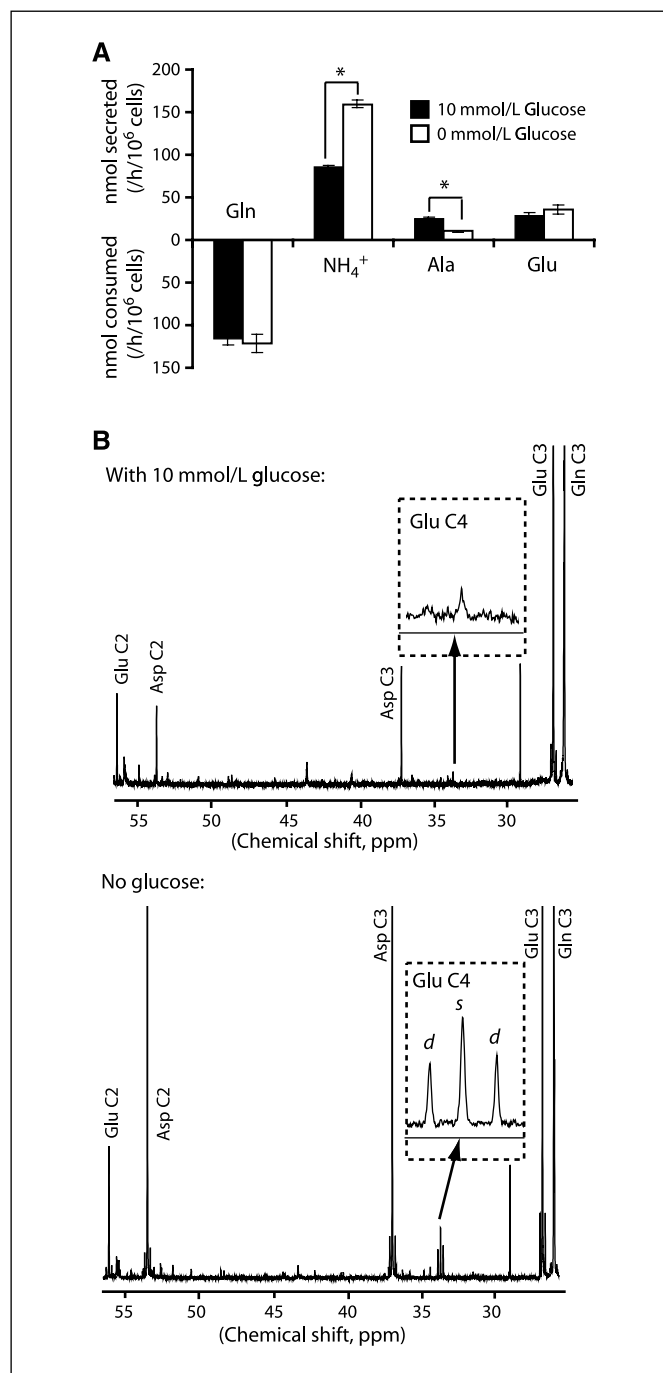 A
nmol secreted
(/h/10⁶ cells)
nmol consumed
(/h/10⁶ cells)
200
150
100
50
0
50
100
150
10 mmol/L Glucose
0 mmol/L Glucose
*
*
Gln
NH₄⁺
Ala
Glu
B
With 10 mmol/L glucose:
Glu C2
Asp C2
Asp C3
Glu C4
Glu C3
Gln C3
55
50
45
40
35
30
(Chemical shift, ppm)
No glucose:
Glu C2
Asp C2
Asp C3
Glu C4
d
s
d
Glu C3
Gln C3
55
50
45
40
35
30
(Chemical shift, ppm)